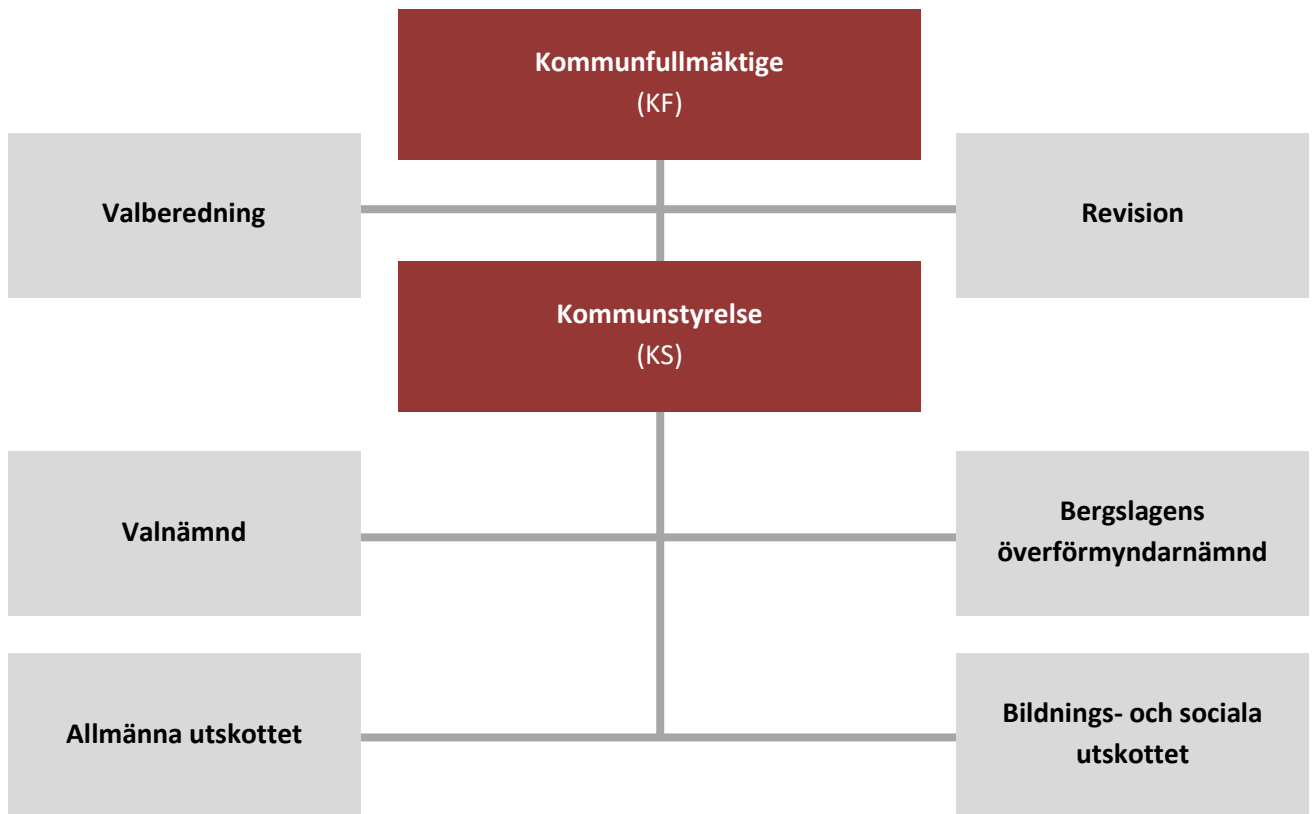 Kommunfullmäktige
(KF)
Valberedning
Revision
Kommunstyrelse
(KS)
Valnämnd
Bergslagens
överförmyndarnämnd
Allmänna utskottet
Bildnings- och sociala
utskottet